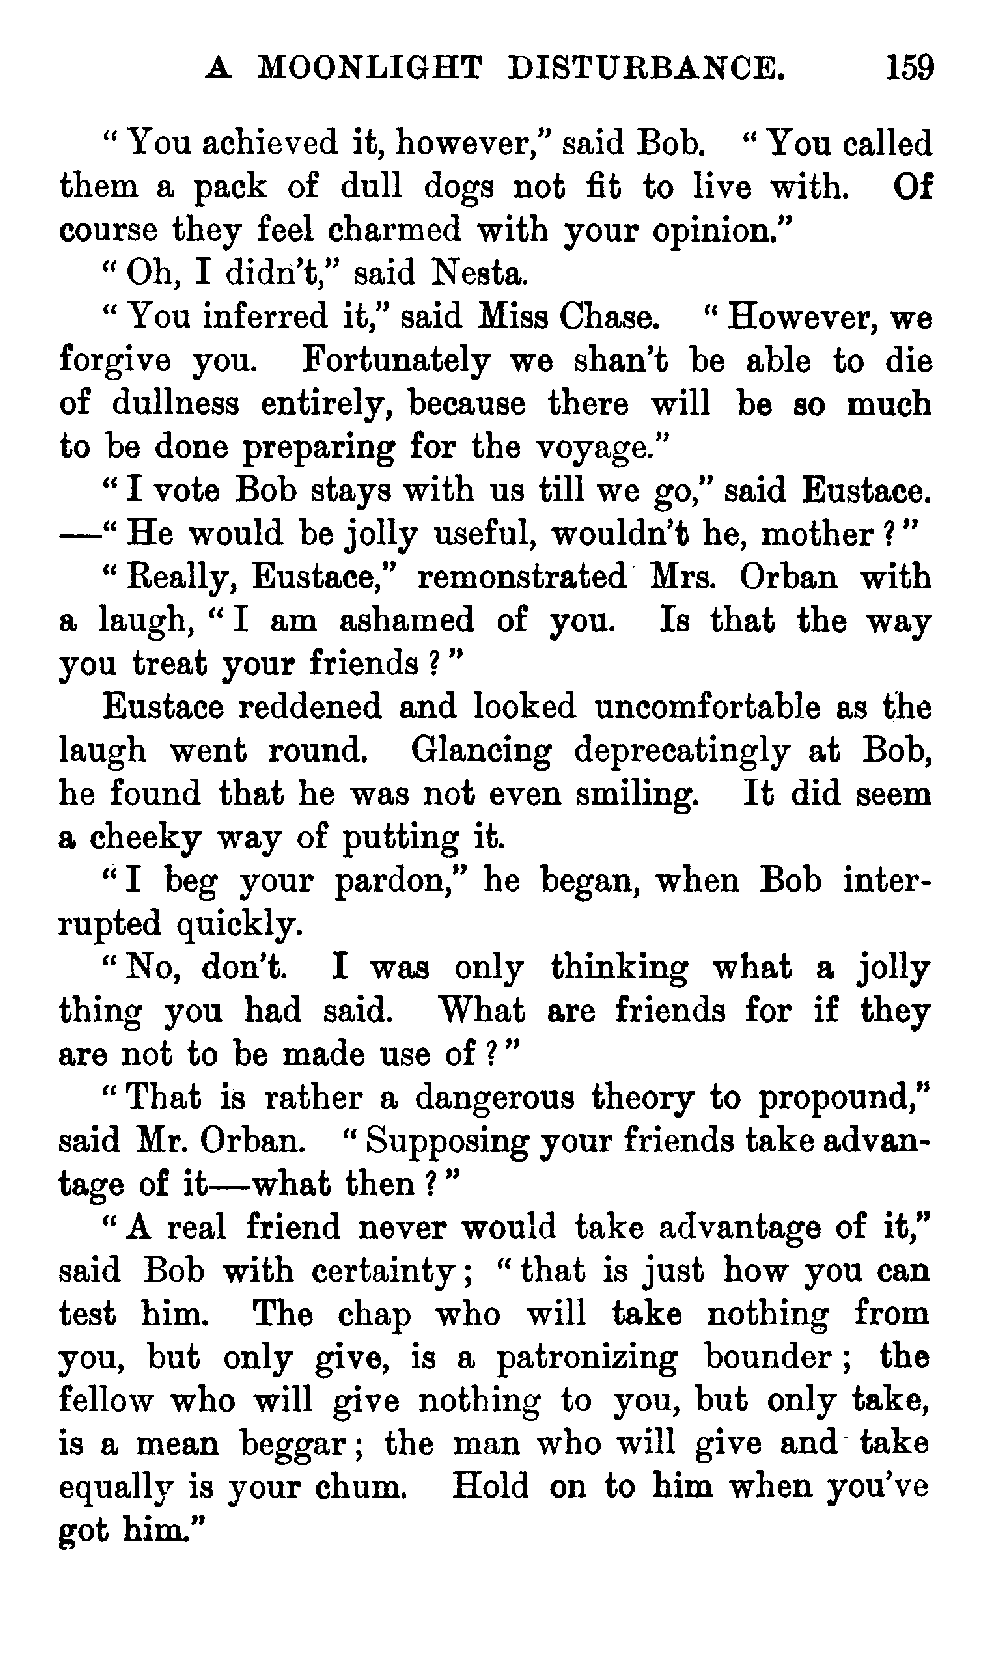 A MOONLIGHT DISTURBANCE. 159
“You achieved it, however,” said Bob. “You called
them a pack of dull dogs not fit to live with. Of
course they feel charmed with your opinion.”
“Oh, I didn’t,” said Nesta.
“You inferred it,” said Miss Chase. “However, we
forgive you. Fortunately we shan’t be able to die
of dullness entirely, because there will be so much
to be done preparing for the voyage.”
“I vote Bob stays with us till we go,” said Eustace.
—“He would be jolly useful, wouldn’t he, mother?”
“Really, Eustace,” remonstrated Mrs. Orban with
a laugh, “I am ashamed of you. Is that the way
you treat your friends?”
Eustace reddened and looked uncomfortable as the
laugh went round. Glancing deprecatingly at Bob,
he found that he was not even smiling. It did seem
a cheeky way of putting it.
“I beg your pardon,” he began, when Bob inter-
rupted quickly.
“No, don’t. I was only thinking what a jolly
thing you had said. What are friends for if they
are not to be made use of?”
“That is rather a dangerous theory to propound,”
said Mr. Orban. “Supposing your friends take advan-
tage of it—what then?”
“A real friend never would take advantage of it,”
said Bob with certainty; “that is just how you can
test him. The chap who will take nothing from
you, but only give, is a patronizing bounder; the
fellow who will give nothing to you, but only take,
is a mean beggar; the man who will give and take
equally is your chum. Hold on to him when you’ve
got him.”